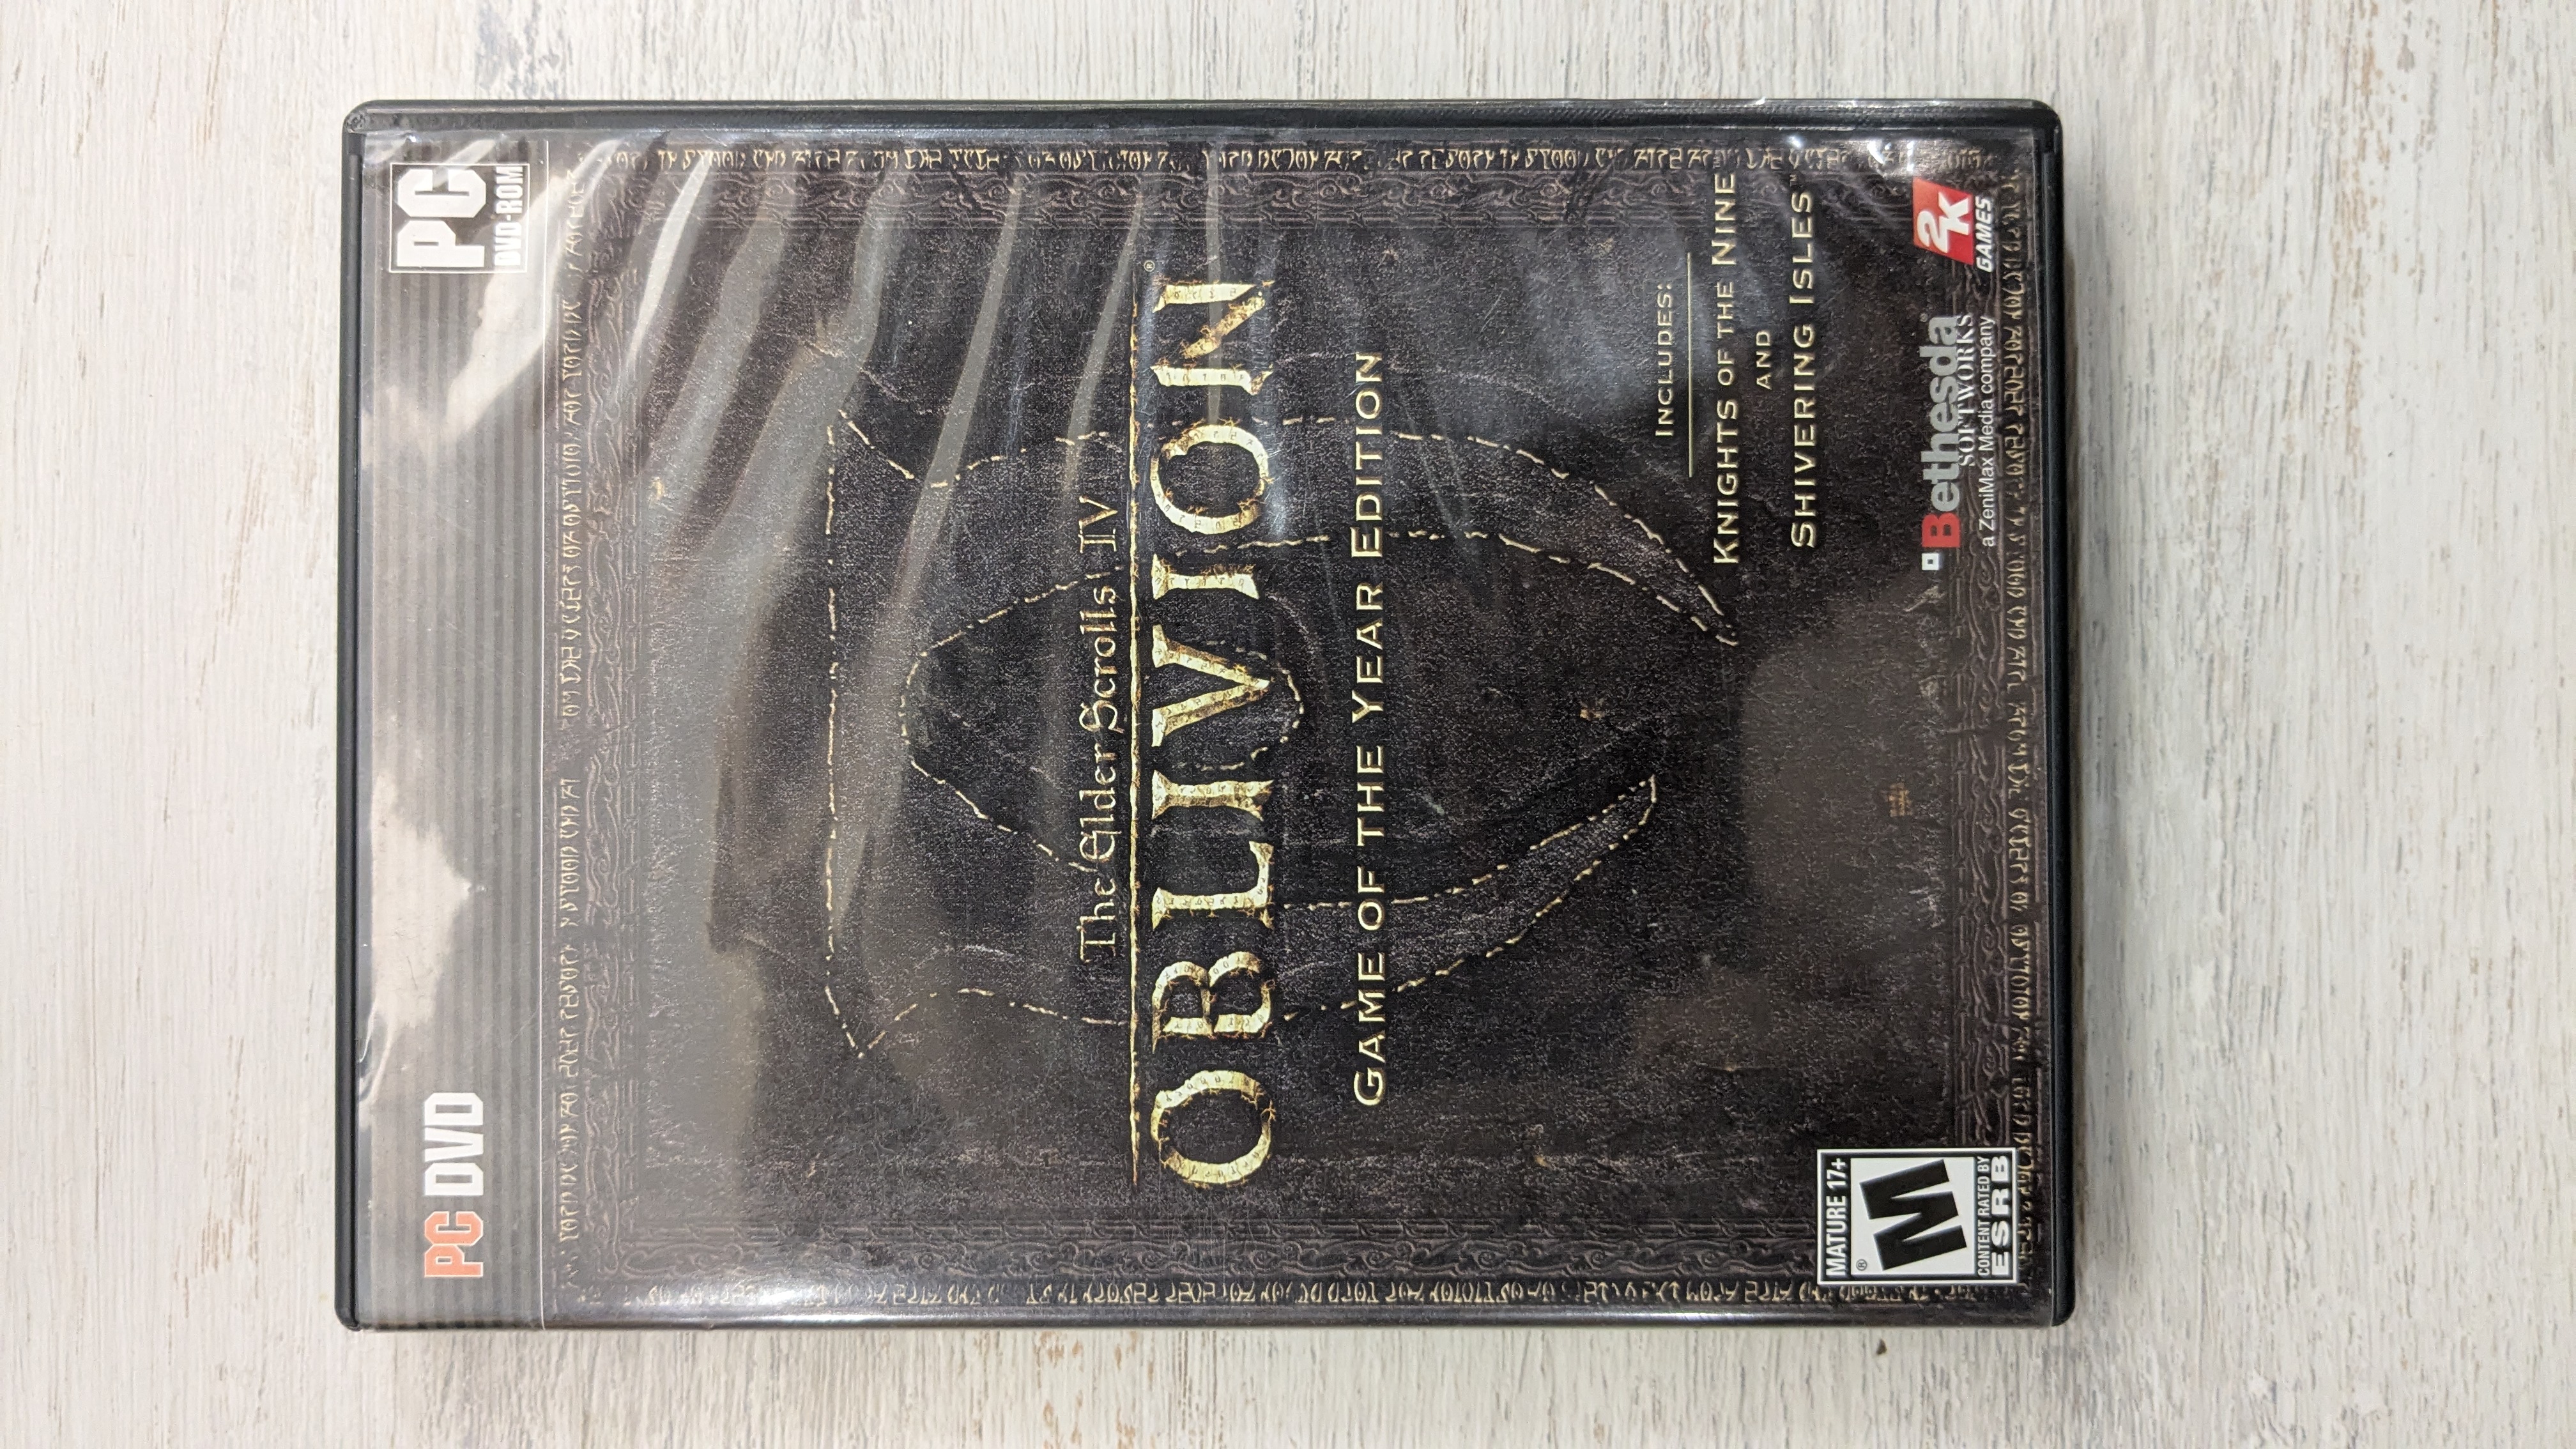 PC DVD
PC
DVD-ROM
The Elder Scrolls IV
OBLIVION®
GAME OF THE YEAR EDITION
INCLUDES:
KNIGHTS OF THE NINE
AND
SHIVERING ISLES™
MATURE 17+
M
®
CONTENT RATED BY
ESRB
Bethesda®
SOFTWORKS
a ZeniMax Media company
2K
GAMES